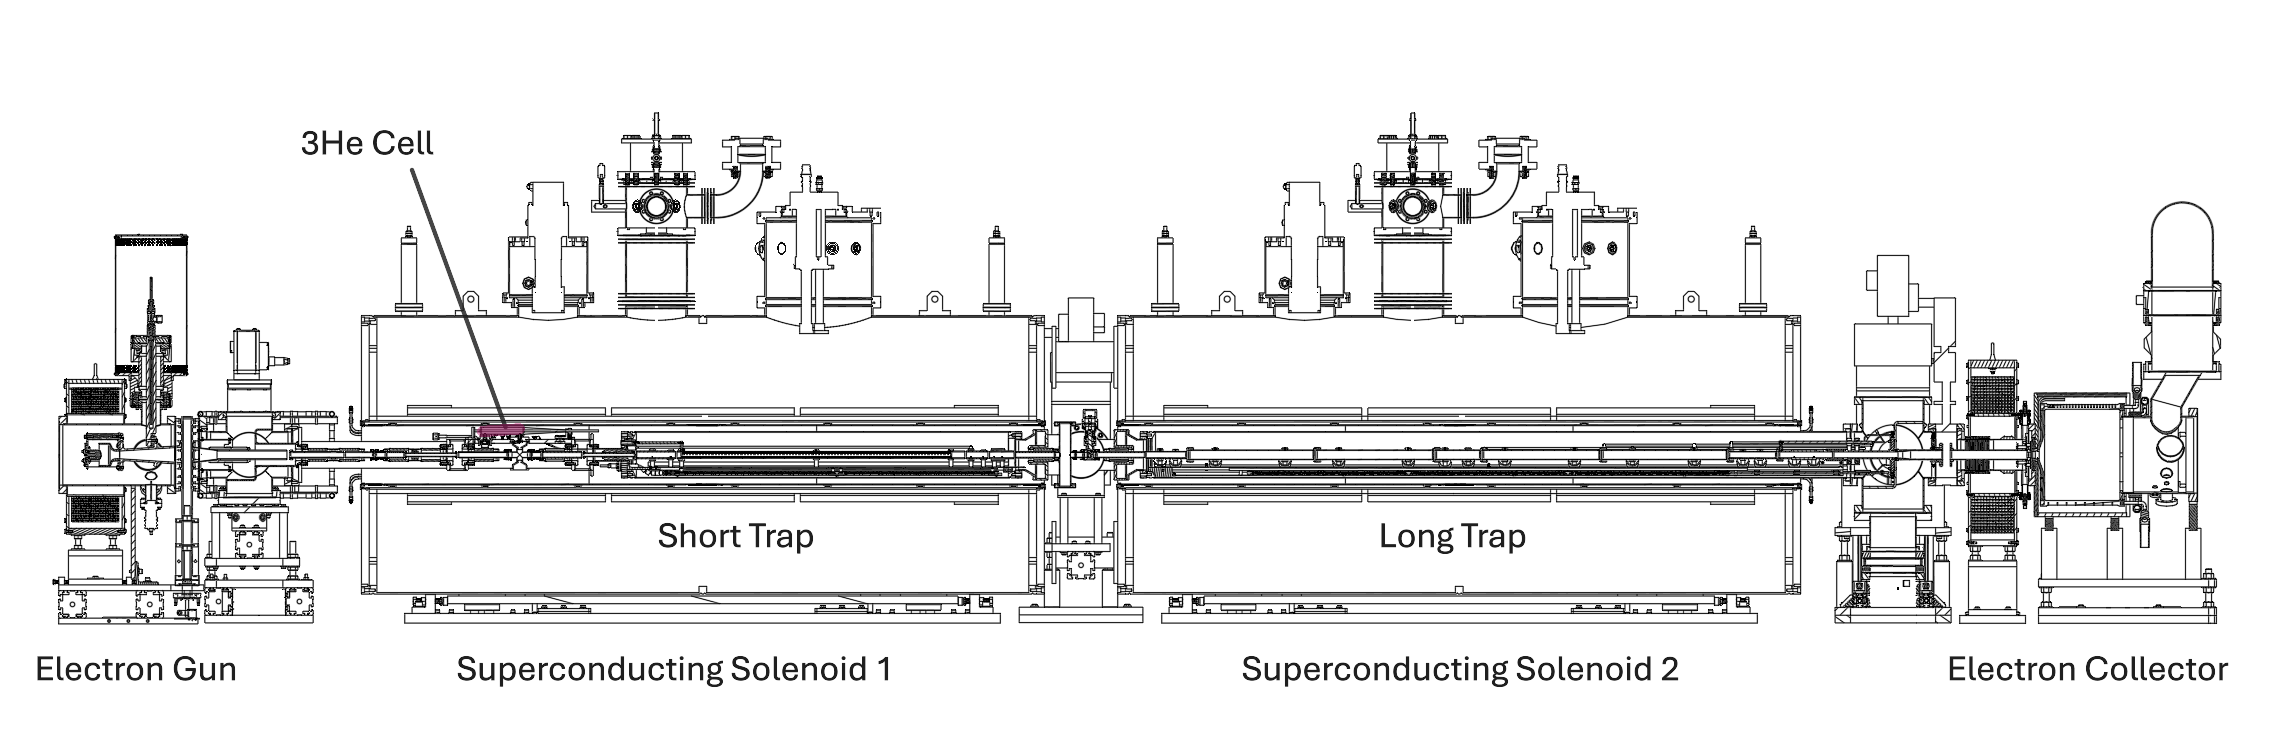 3He Cell
Short Trap
Long Trap
Electron Gun
Superconducting Solenoid 1
Superconducting Solenoid 2
Electron Collector